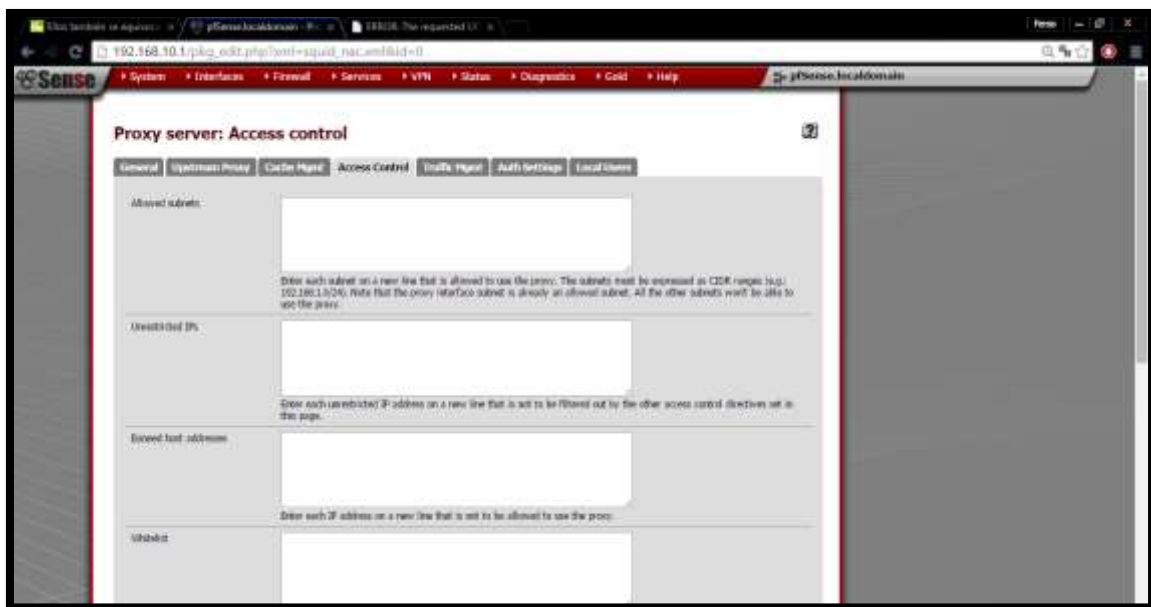 pfSense.localdomain
ERROR: The requested U
192.168.10.1/pkg_edit.php?xml=squid_nac.xml&id=0
Sense
System Interfaces Firewall Services VPN Status Diagnostics Gold Help
pfSense.localdomain
Proxy server: Access control
General Upstream Proxy Cache Mgmt Access Control Traffic Mgmt Auth Settings Local Users
Allowed subnets
Enter each subnet on a new line that is allowed to use the proxy. The subnets must be expressed as CIDR ranges (e.g.:
192.168.1.0/24). Note that the proxy interface subnet is already an allowed subnet. All the other subnets won't be able to
use the proxy.
Unrestricted IPs
Enter each unrestricted IP address on a new line that is not to be filtered out by the other access control directives set in
this page.
Banned host addresses
Enter each IP address on a new line that is not to be allowed to use the proxy.
Whitelist